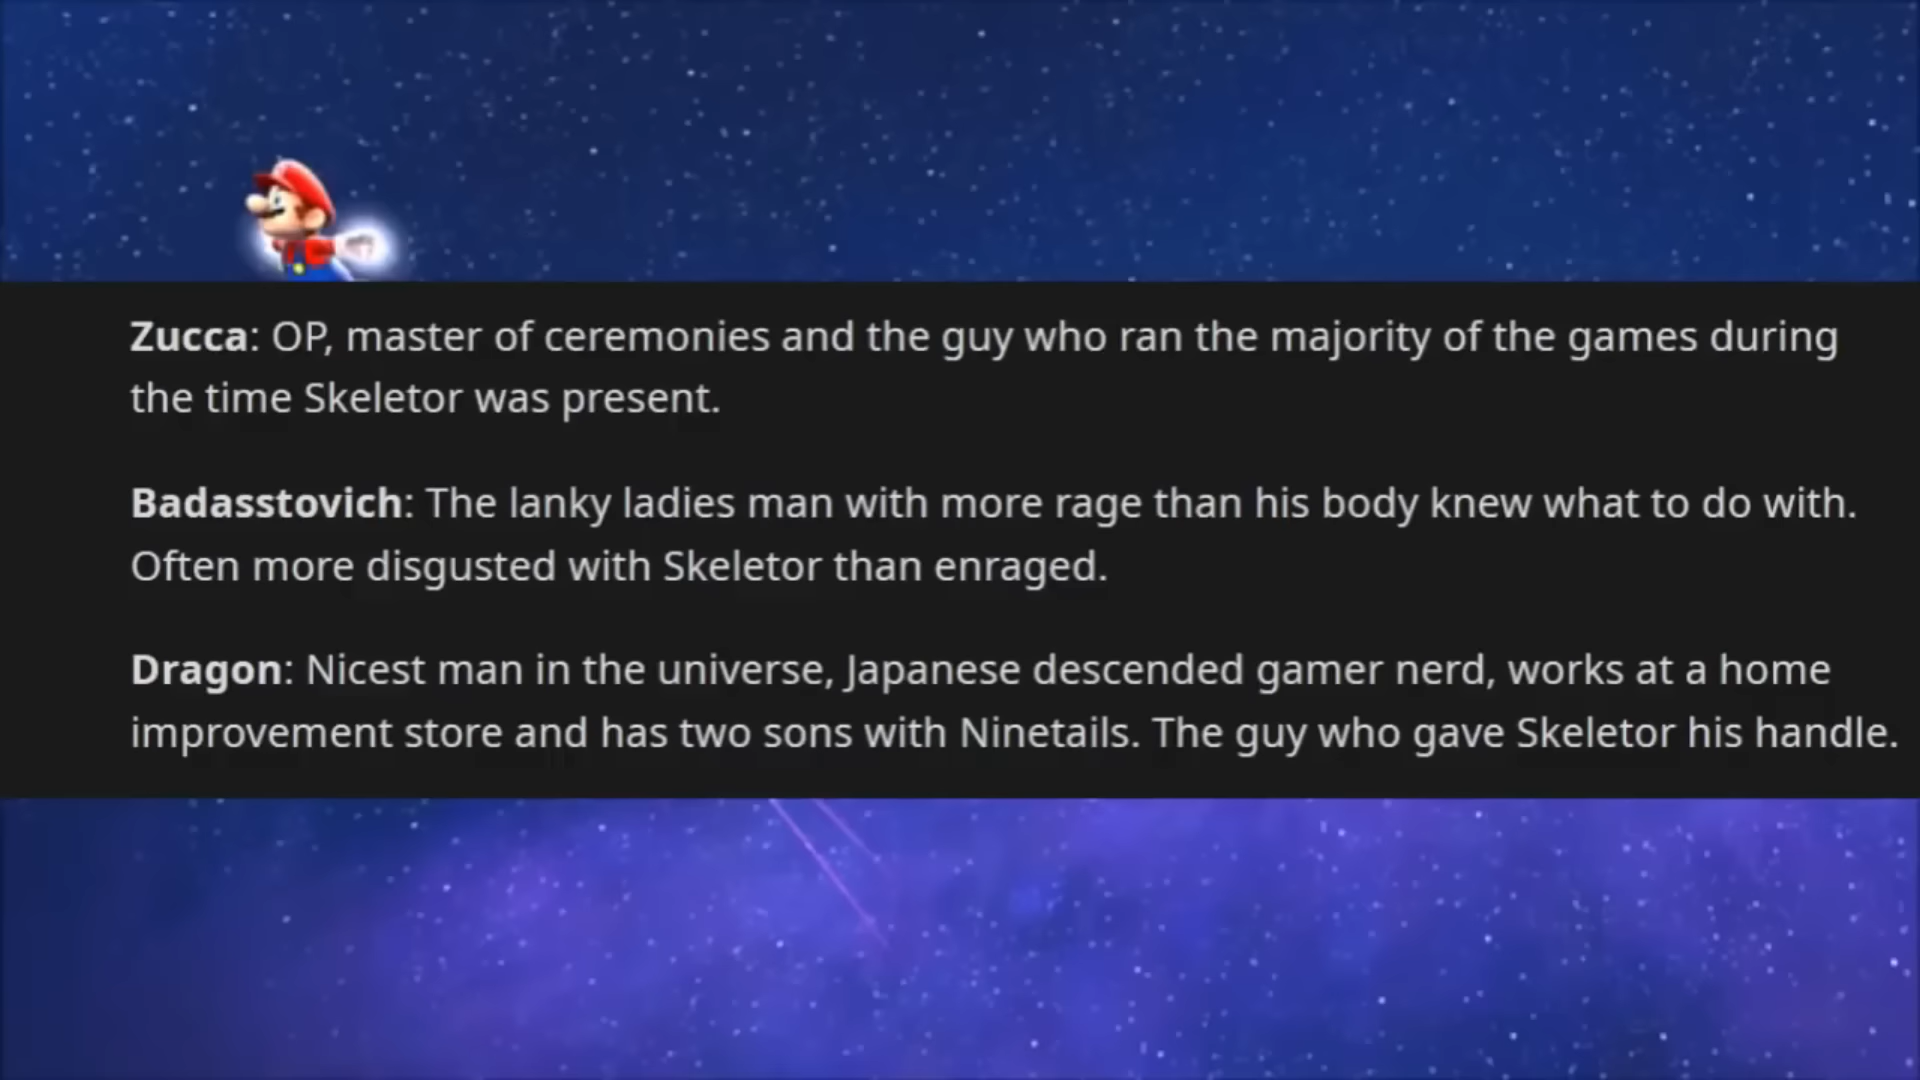 Zucca: OP, master of ceremonies and the guy who ran the majority of the games during
the time Skeletor was present.
Badasstovich: The lanky ladies man with more rage than his body knew what to do with.
Often more disgusted with Skeletor than enraged.
Dragon: Nicest man in the universe, Japanese descended gamer nerd, works at a home
improvement store and has two sons with Ninetails. The guy who gave Skeletor his handle.